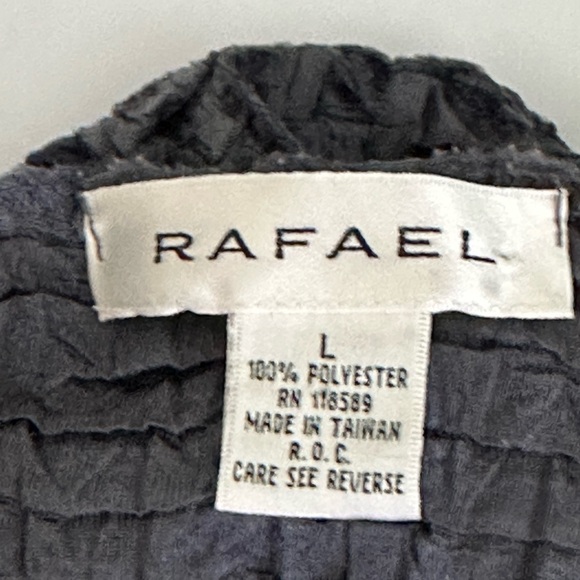 RAFAEL
L
100% POLYESTER
RN 118589
MADE IN TAIWAN
R.O.C.
CARE SEE REVERSE